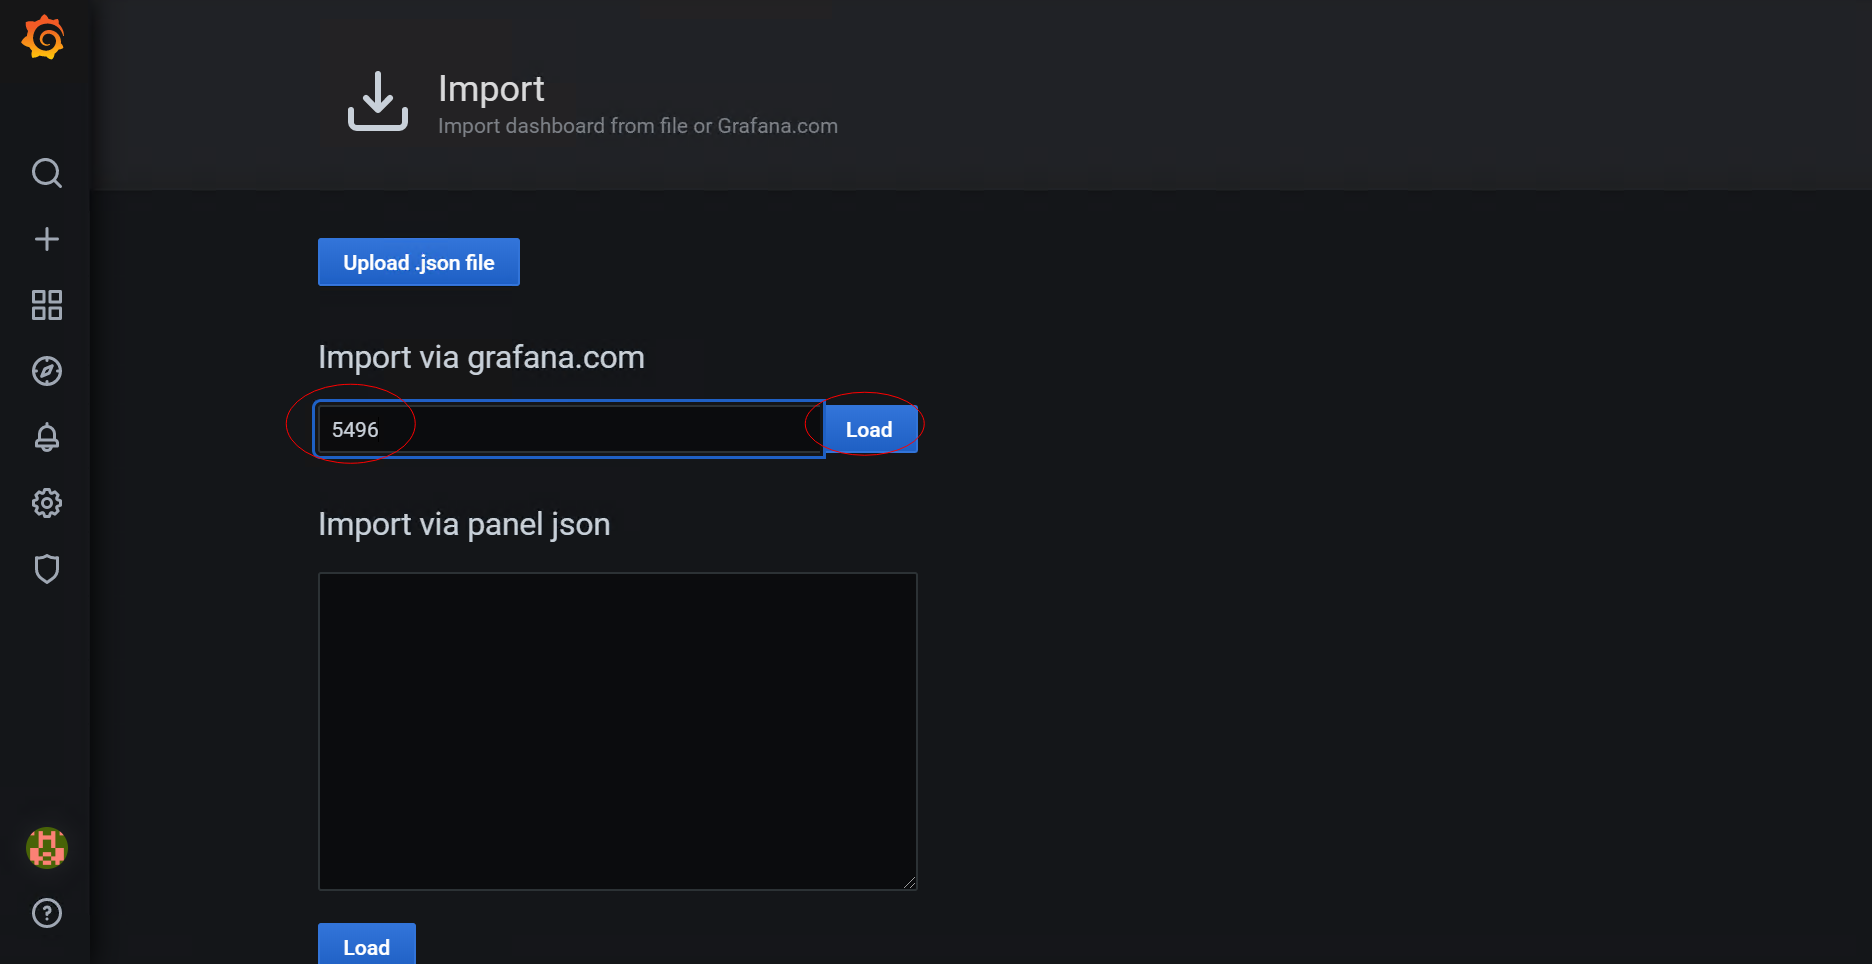 Import
Import dashboard from file or Grafana.com
Upload .json file
Import via grafana.com
5496
Load
Import via panel json
Load